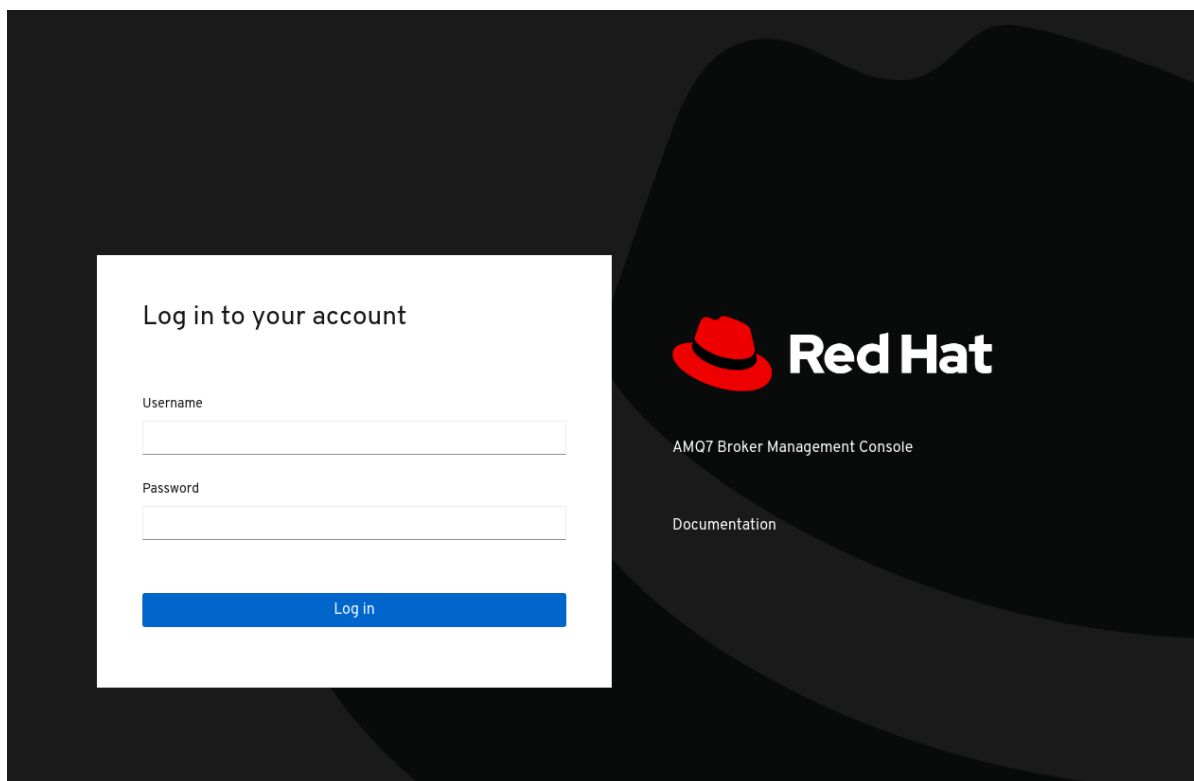 Log in to your account
Username
Password
Log in
Red Hat
AMQ7 Broker Management Console
Documentation